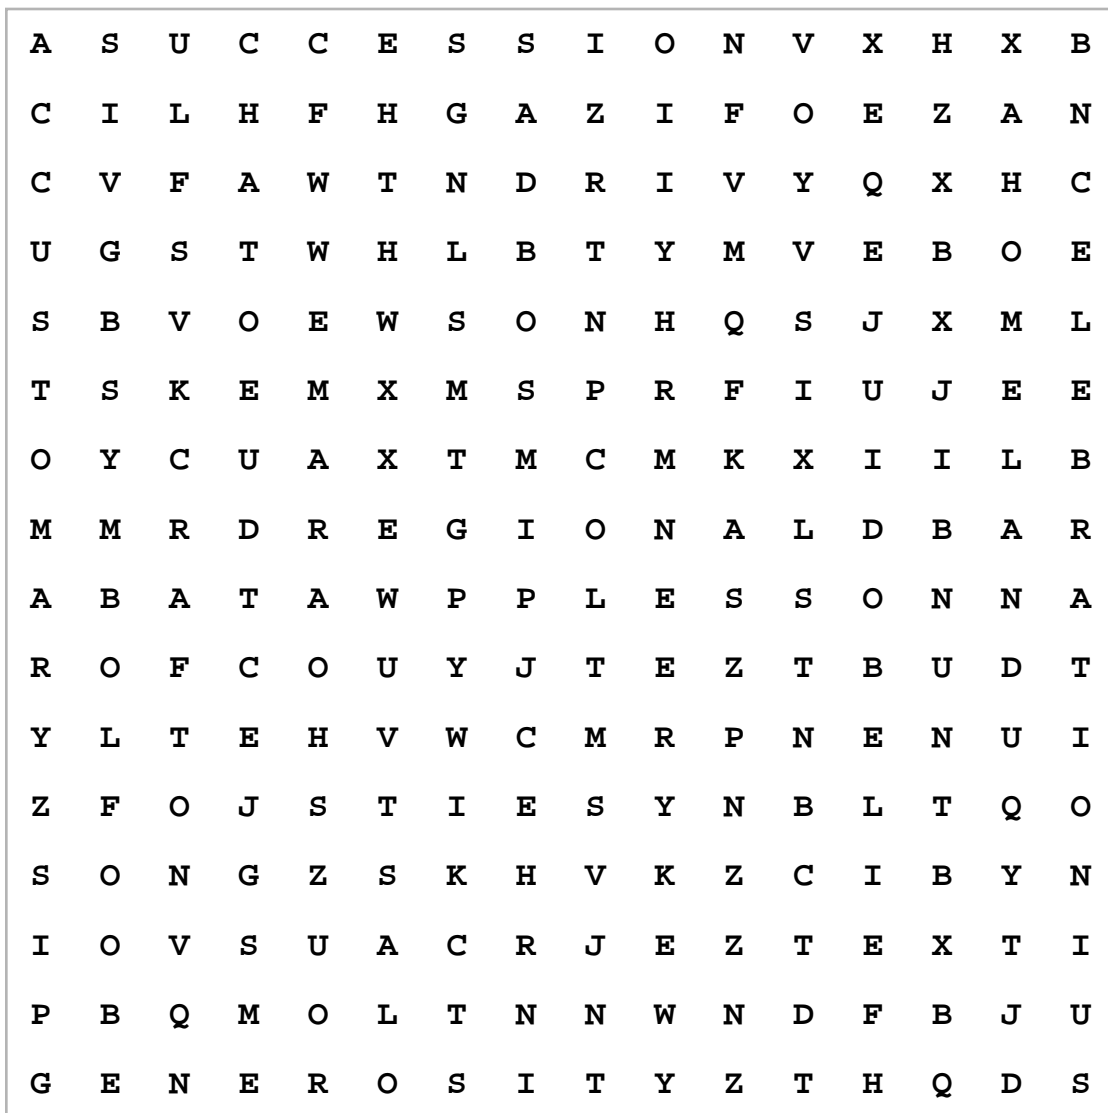 A S U C C E S S I O N V X H X B
C I L H F H G A Z I F O E Z A N
C V F A W T N D R I V Y Q X H C
U G S T W H L B T Y M V E B O E
S B V O E W S O N H Q S J X M L
T S K E M X M S P R F I U J E E
O Y C U A X T M C M K X I I L B
M M R D R E G I O N A L D B A R
A B A T A W P P L E S S O N N A
R O F C O U Y J T E Z T B U D T
Y L T E H V W C M R P N E N U I
Z F O J S T I E S Y N B L T Q O
S O N G Z S K H V K Z C I B Y N
I O V S U A C R J E Z T E X T I
P B Q M O L T N N W N D F B J U
G E N E R O S I T Y Z T H Q D S